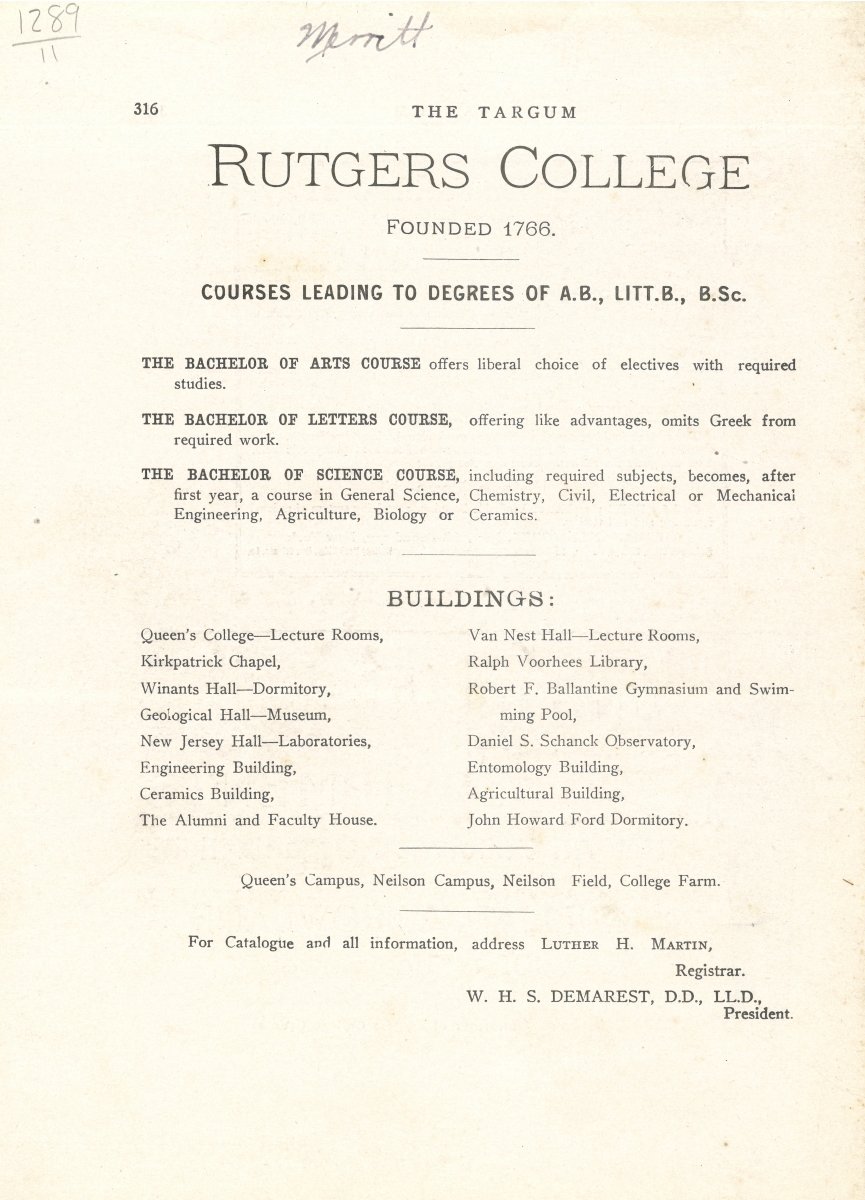 1289
11
Merritt
316
THE TARGUM
RUTGERS COLLEGE
FOUNDED 1766.
COURSES LEADING TO DEGREES OF A.B., LITT.B., B.Sc.
THE BACHELOR OF ARTS COURSE offers liberal choice of electives with required
studies.
THE BACHELOR OF LETTERS COURSE, offering like advantages, omits Greek from
required work.
THE BACHELOR OF SCIENCE COURSE, including required subjects, becomes, after
first year, a course in General Science, Chemistry, Civil, Electrical or Mechanical
Engineering, Agriculture, Biology or Ceramics.
BUILDINGS:
Queen's College—Lecture Rooms,
Kirkpatrick Chapel,
Winants Hall—Dormitory,
Geological Hall—Museum,
New Jersey Hall—Laboratories,
Engineering Building,
Ceramics Building,
The Alumni and Faculty House.
Van Nest Hall—Lecture Rooms,
Ralph Voorhees Library,
Robert F. Ballantine Gymnasium and Swim-
ming Pool,
Daniel S. Schanck Observatory,
Entomology Building,
Agricultural Building,
John Howard Ford Dormitory.
Queen's Campus, Neilson Campus, Neilson Field, College Farm.
For Catalogue and all information, address LUTHER H. MARTIN,
Registrar.
W. H. S. DEMAREST, D.D., LL.D.,
President.